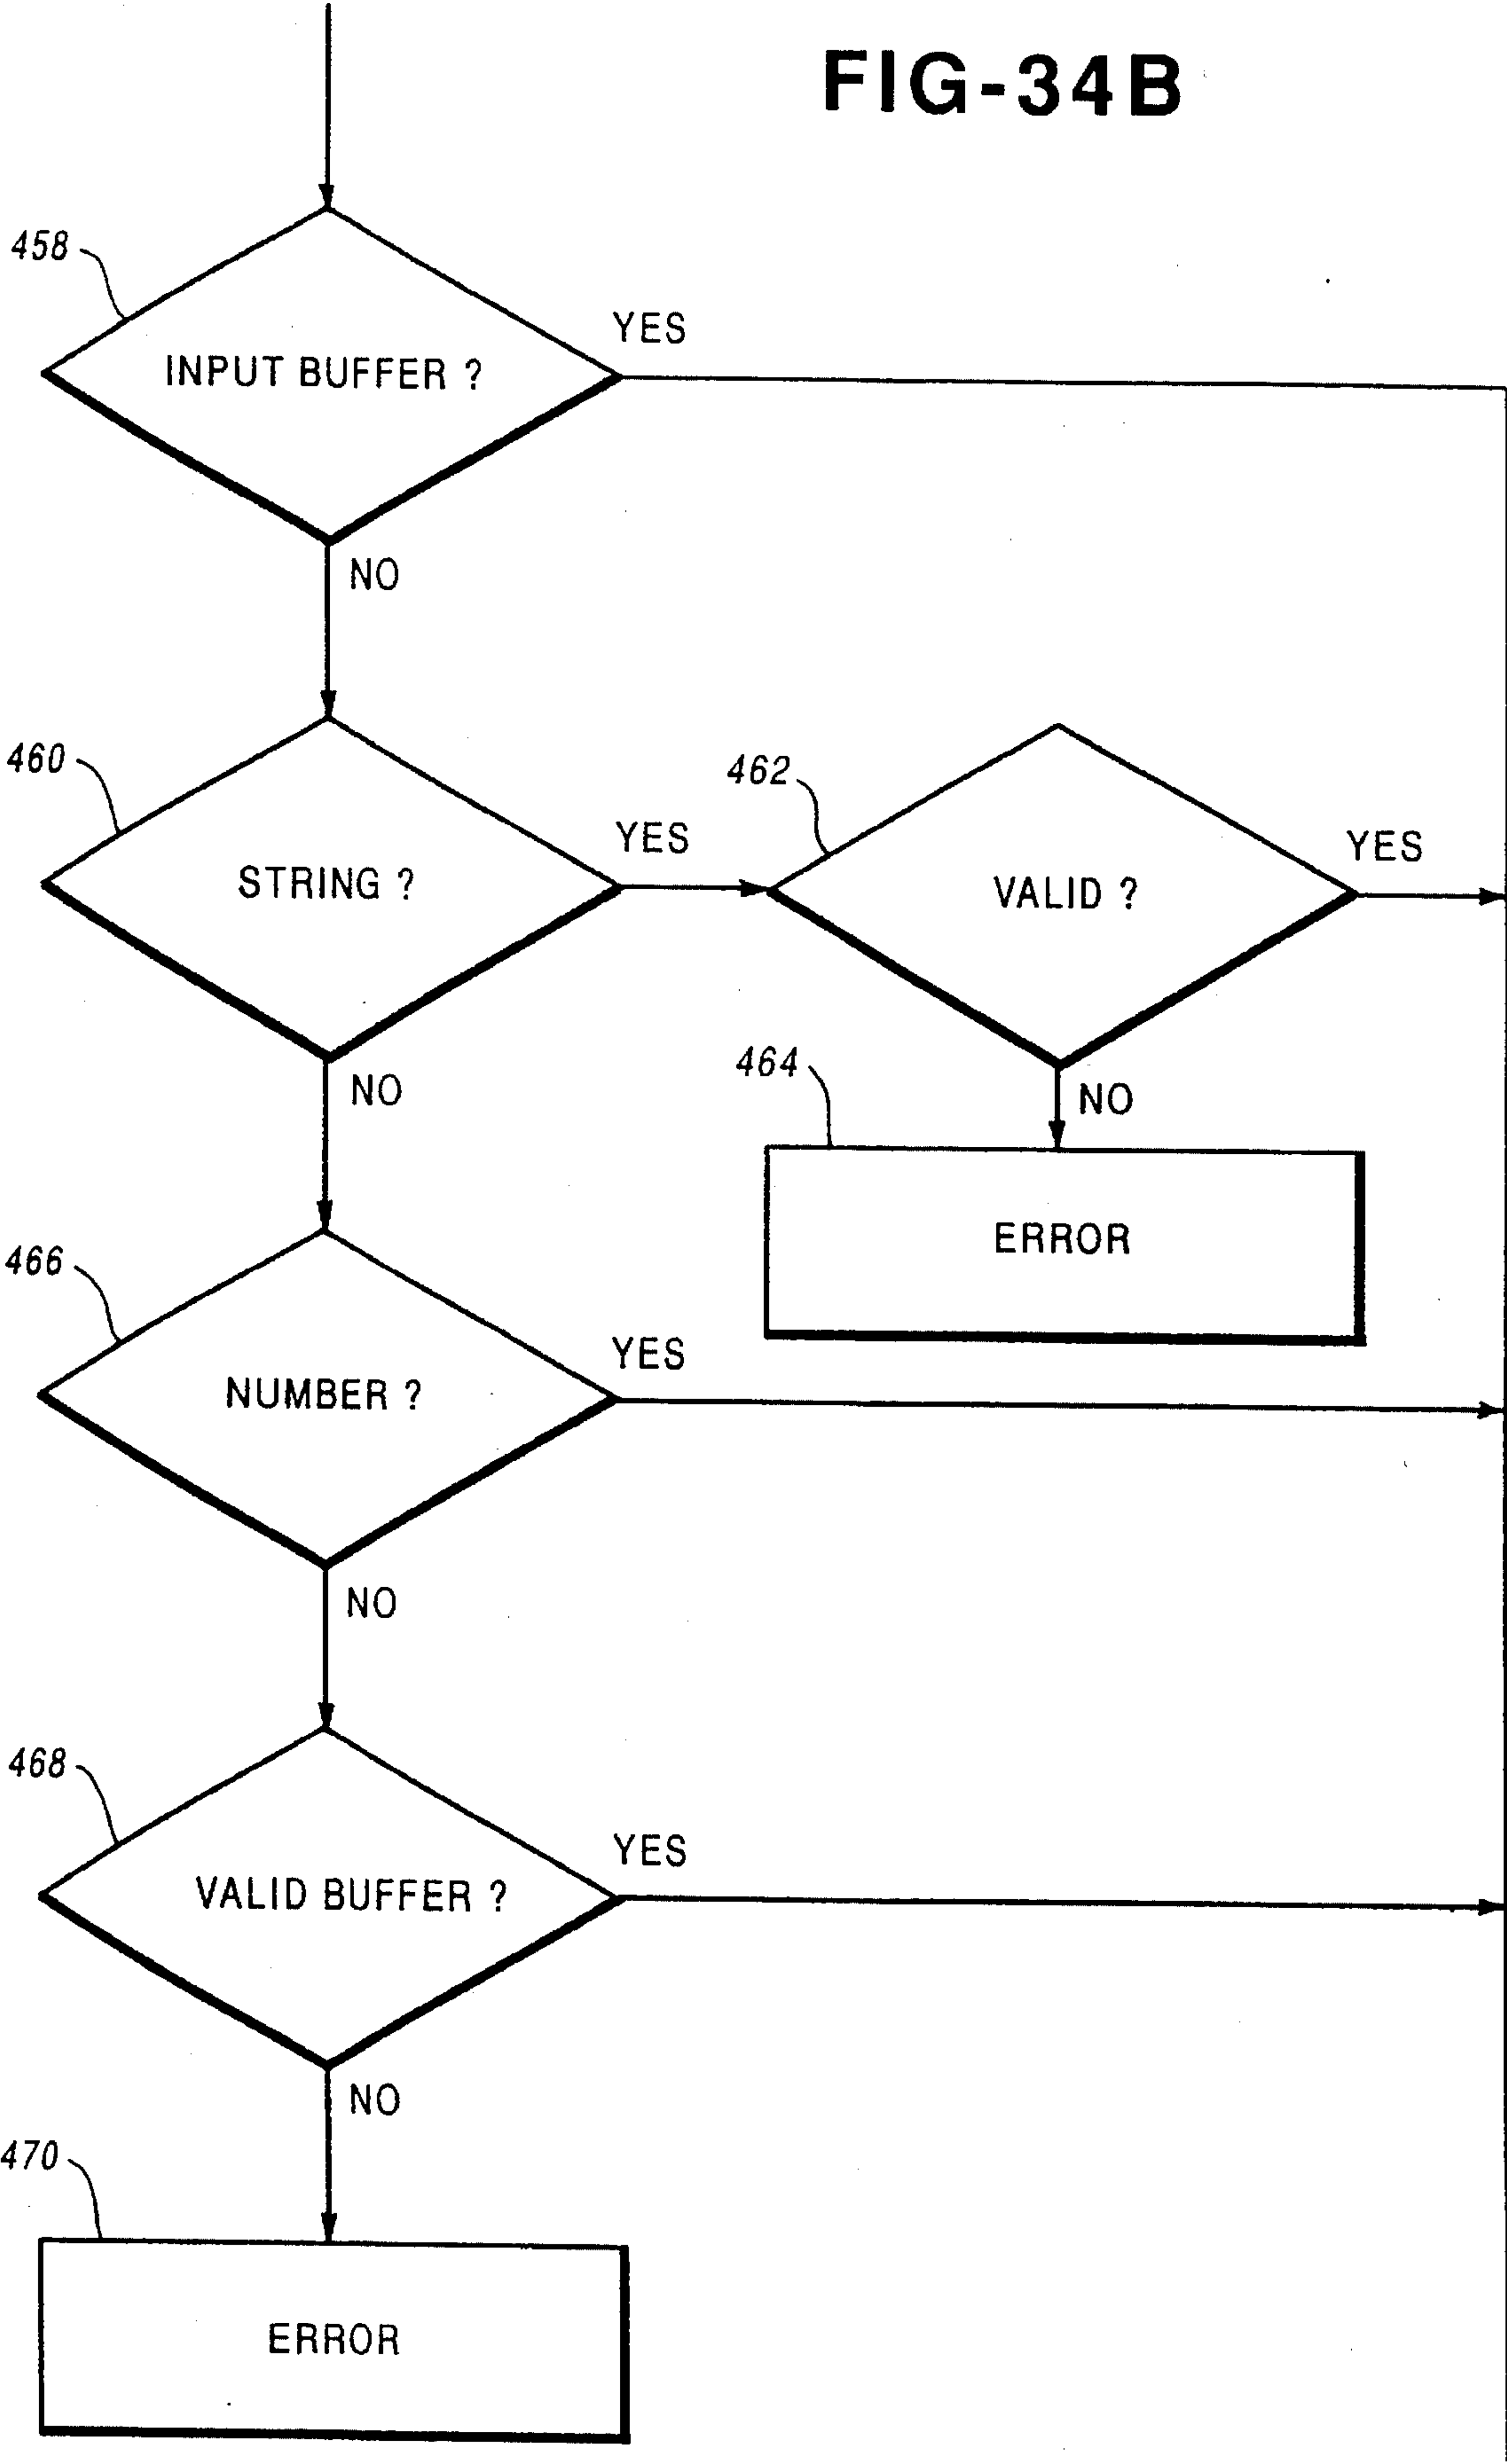 FIG-34B
458
INPUT BUFFER ?
YES
NO
460
STRING ?
YES
462
VALID ?
YES
NO
464
ERROR
NO
466
NUMBER ?
YES
NO
468
VALID BUFFER ?
YES
NO
470
ERROR